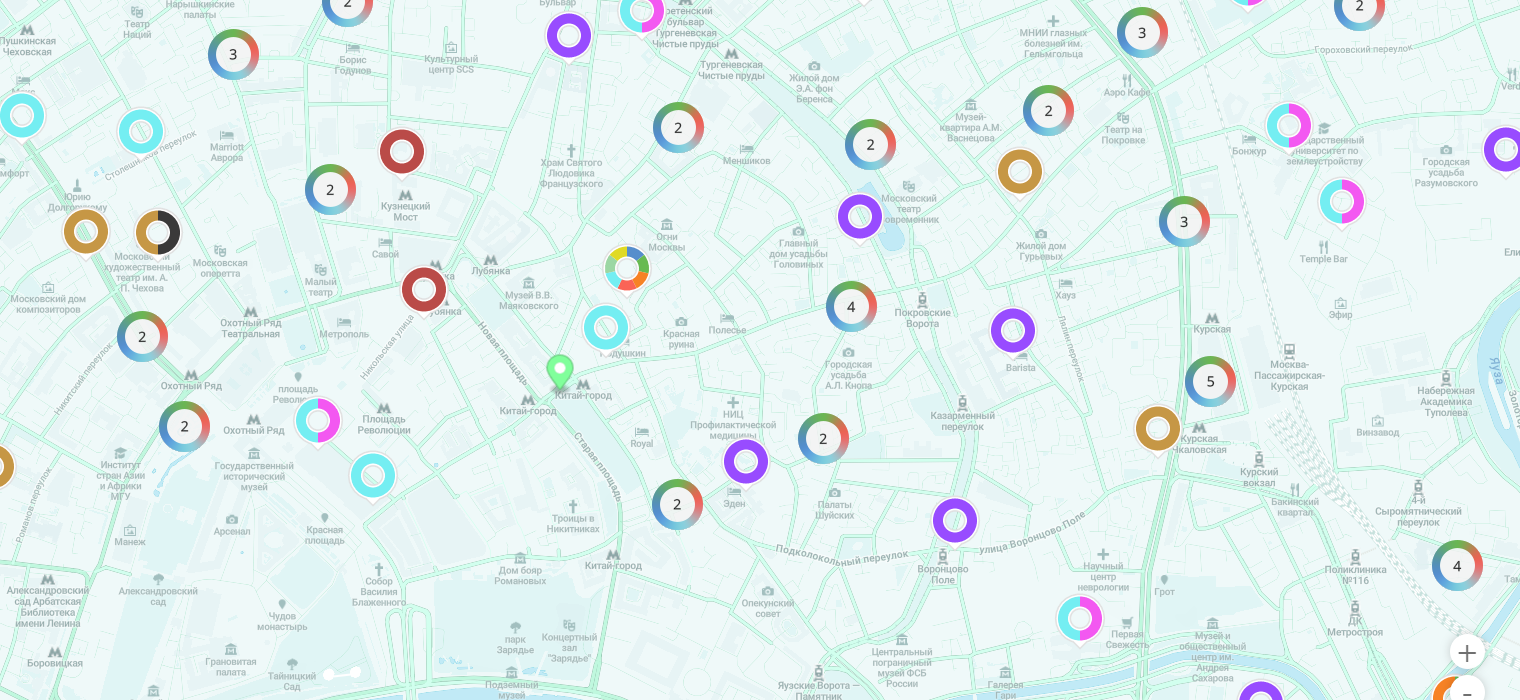 Нарышкинские
палаты
Театр
Наций
Пушкинская
Чеховская
3
2
Борис
Годунов
Культурный
центр SCS
Бульвар
Сретенский
бульвар
Тургеневская
Чистые пруды
Тургеневская
Чистые пруды
Жилой дом
Э.А. фон
Беренса
МНИИ глазных
болезней им.
Гельмгольца
3
2
Гороховский переулок
Аэро Кафе
Столешников переулок
Marriott
Аврора
2
Кузнецкий
Мост
Храм Святого
Людовика
Французского
2
Меншиков
2
Музей-
квартира А.М.
Васнецова
2
Театр на
Покровке
Бонжур
Государственный
университет по
землеустройству
Городская
усадьба
Разумовского
Юрию
Долгорукому
Московский
художественный
театр им. А.
П. Чехова
Московская
оперетта
Савой
Малый
театр
Лубянка
Огни
Москвы
Главный
дом усадьбы
Головиных
Московский
театр
Современник
Жилой дом
Гурьевых
3
Temple Bar
Московский дом
композиторов
Охотный Ряд
Театральная
Метрополь
Никольская улица
Лубянка
Музей В.В.
Маяковского
Новая площадь
Красная
руина
Полесье
4
Покровские
Ворота
Хауз
Лялин переулок
Barista
Курская
Эфир
2
Никитский переулок
Охотный Ряд
Китай-город
Китай-город
Городская
усадьба
А.Л. Кнопа
5
Москва-
Пассажирская-
Курская
Яуза
Набережная
Академика
Туполева
2
Охотный Ряд
Площадь
Революции
НИЦ
Профилактической
медицины
Royal
2
Казарменный
переулок
Курская
Чкаловская
Винзавод
Романов переулок
Институт
стран Азии
и Африки
МГУ
Государственный
исторический
музей
Старая площадь
Эден
2
Палаты
Шуйских
Курский
вокзал
Бакинский
квартал
4-й
Сыромятнический
переулок
Манеж
Арсенал
Красная
площадь
Троицы в
Никитниках
Китай-город
Подколокольный переулок
улица Воронцово Поле
Воронцово
Поле
Научный
центр
неврологии
Грот
Поликлиника
№116
4
Александровский
сад Арбатская
Библиотека
имени Ленина
Александровский
сад
Чудов
монастырь
Собор
Василия
Блаженного
Дом бояр
Романовых
Опекунский
совет
ДК
Метростроя
Первая
Свежесть
Боровицкая
Грановитая
палата
Тайницкий
Сад
парк
Зарядье
Концертный
зал
"Зарядье"
Подземный
музей
Яузские Ворота –
Памятник
Центральный
пограничный
музей ФСБ
России
Галерея
Гари
Музей и
общественный
центр им.
Андрея
Сахарова
+